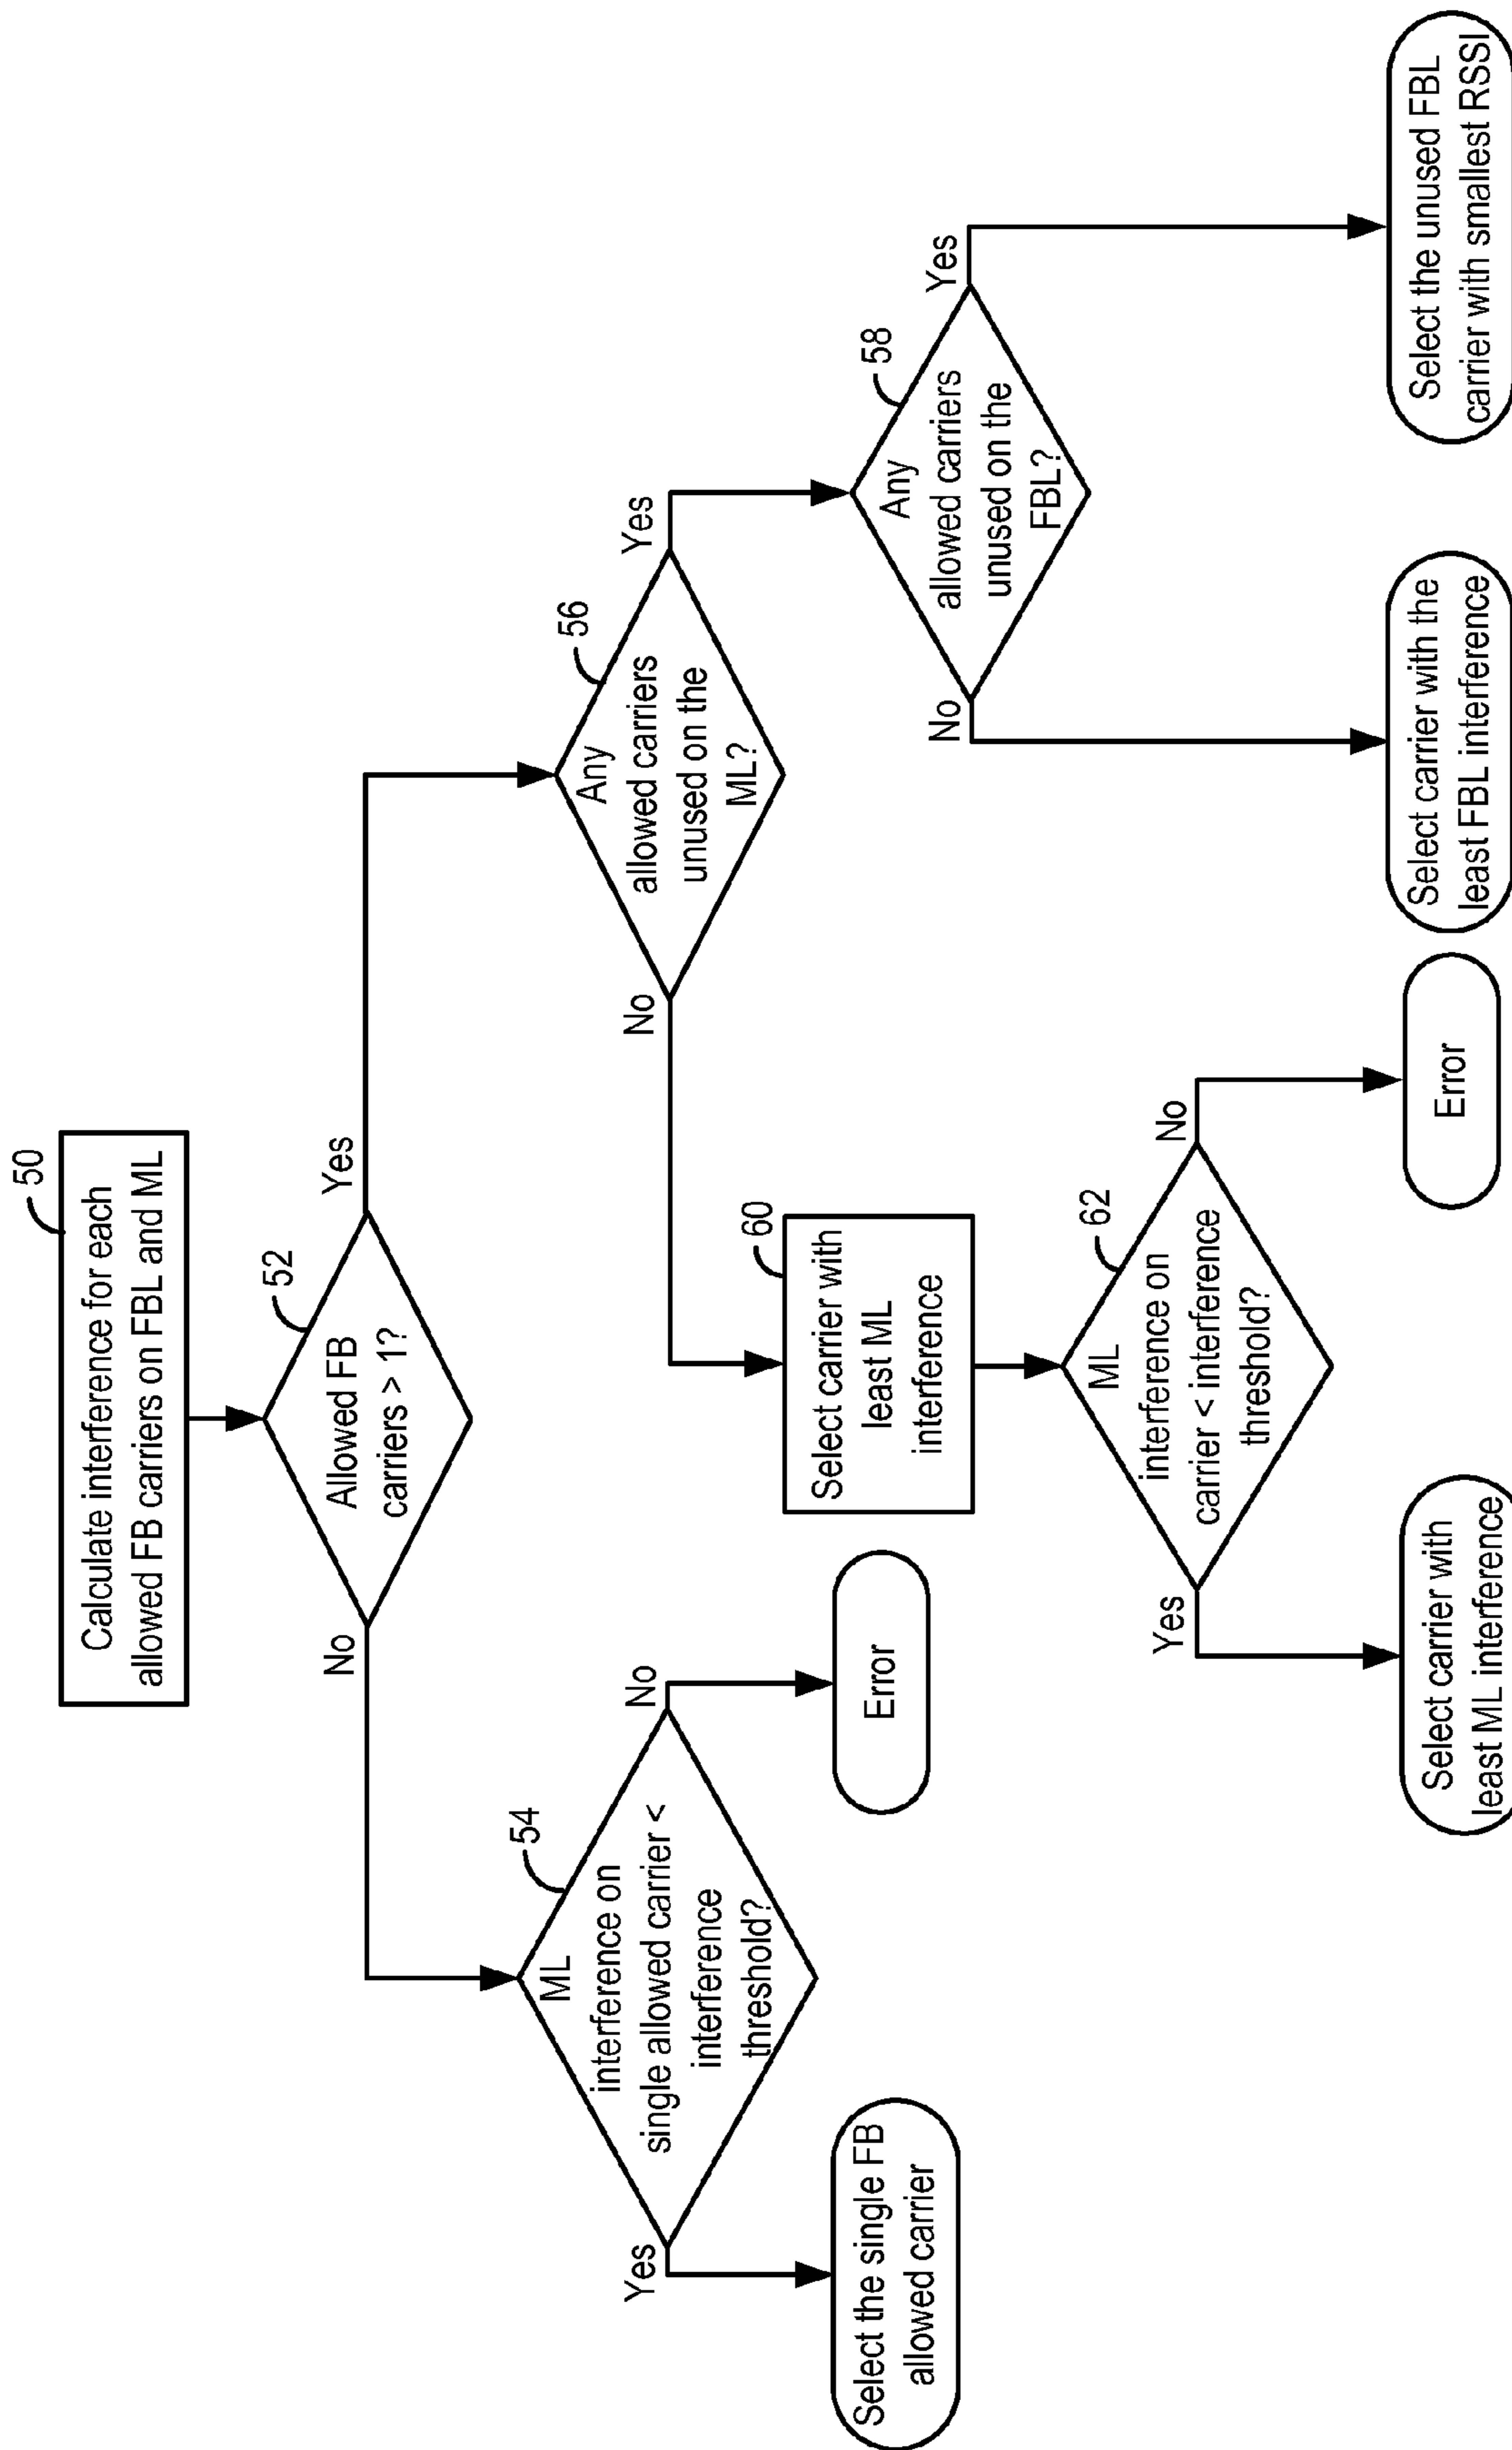 50
Calculate interference for each
allowed FB carriers on FBL and ML
52
Allowed FB
carriers > 1?
No
Yes
54
ML
interference on
single allowed carrier <
interference
threshold?
Yes
No
Select the single FB
allowed carrier
Error
56
Any
allowed carriers
unused on the
ML?
No
Yes
60
Select carrier with
least ML
interference
62
ML
interference on
carrier < interference
threshold?
Yes
No
Select carrier with
least ML interference
Error
58
Any
allowed carriers
unused on the
FBL?
No
Yes
Select carrier with the
least FBL interference
Select the unused FBL
carrier with smallest RSSI